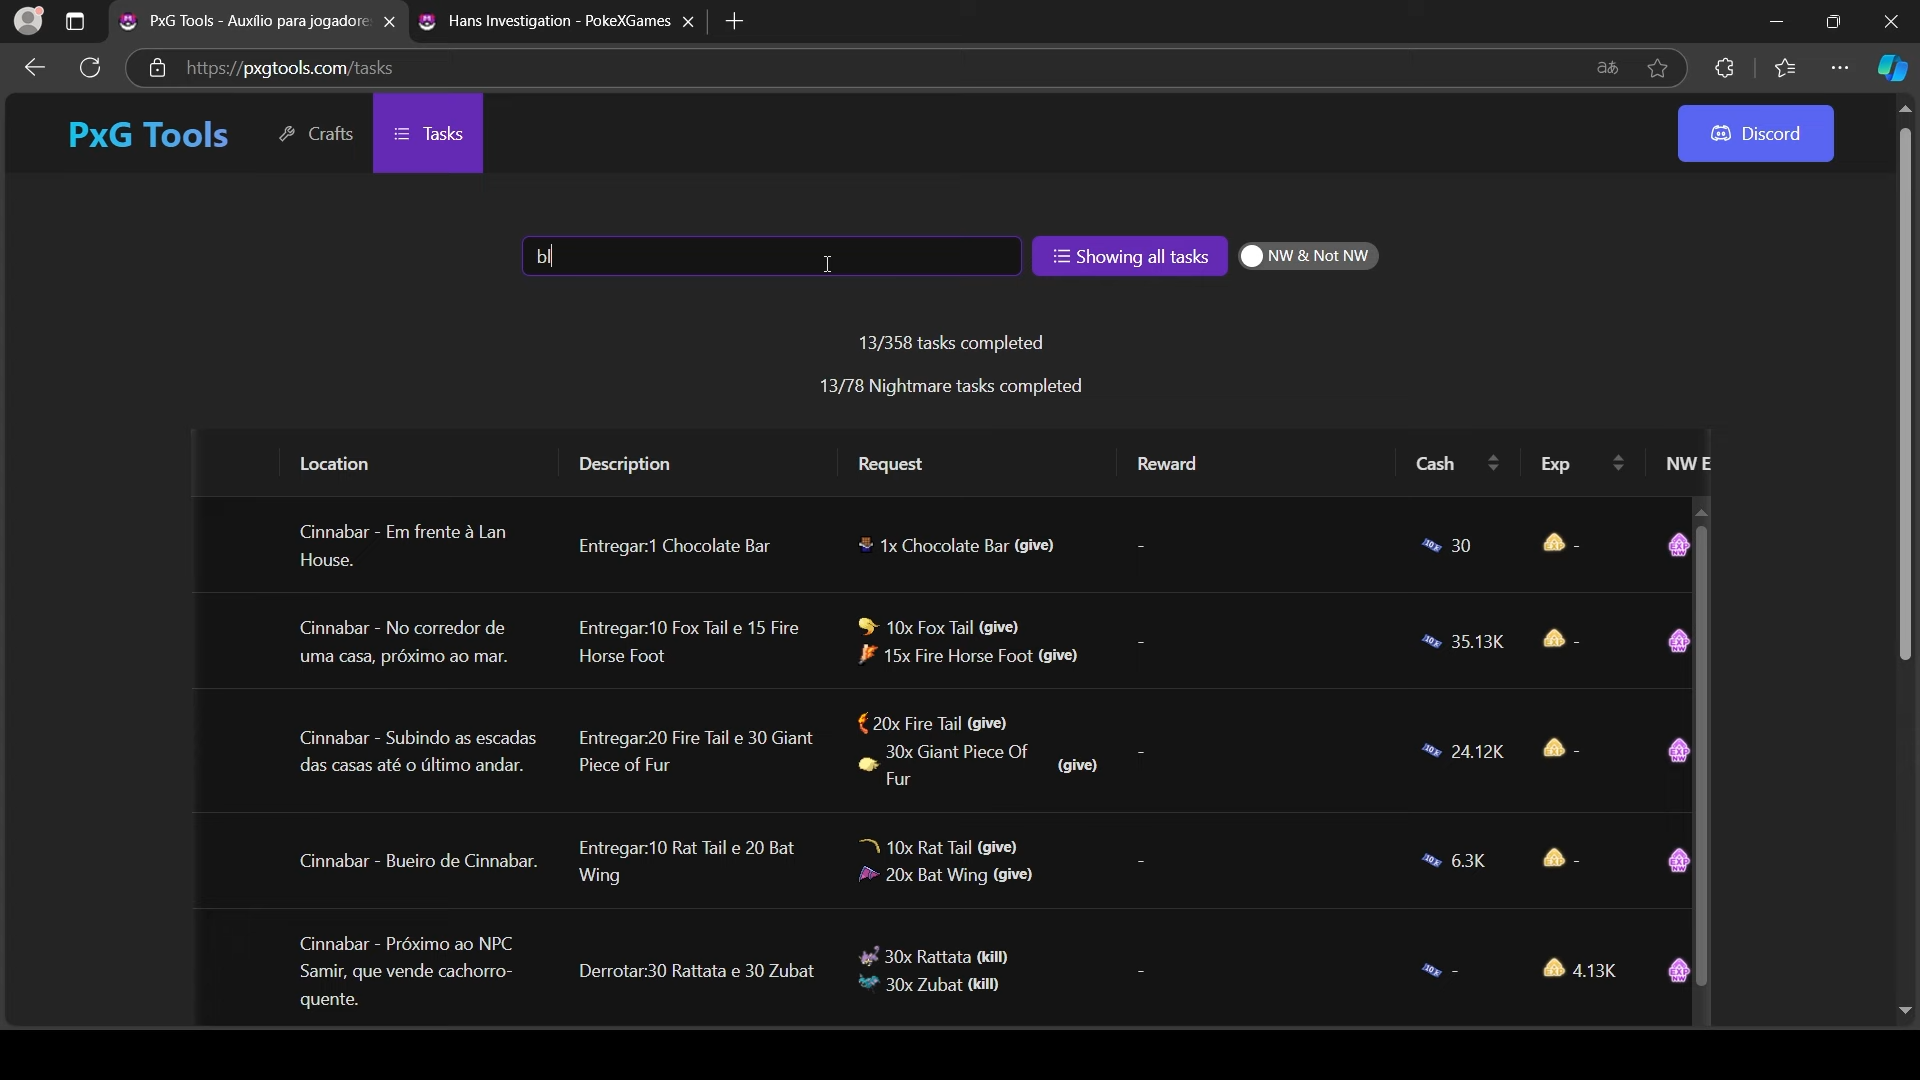 PxG Tools - Auxílio para jogadore
Hans Investigation - PokeXGames
https://pxgtools.com/tasks
PxG Tools
Crafts
Tasks
Discord
bl
Showing all tasks
NW & Not NW
13/358 tasks completed
13/78 Nightmare tasks completed
Location Description Request Reward Cash Exp NW E
Cinnabar - Em frente à Lan
House.
Entregar:1 Chocolate Bar
1x Chocolate Bar (give)
-
30
-
Cinnabar - No corredor de
uma casa, próximo ao mar.
Entregar:10 Fox Tail e 15 Fire
Horse Foot
10x Fox Tail (give)
15x Fire Horse Foot (give)
-
35.13K
-
Cinnabar - Subindo as escadas
das casas até o último andar.
Entregar:20 Fire Tail e 30 Giant
Piece of Fur
20x Fire Tail (give)
30x Giant Piece Of
Fur
(give)
-
24.12K
-
Cinnabar - Bueiro de Cinnabar.
Entregar:10 Rat Tail e 20 Bat
Wing
10x Rat Tail (give)
20x Bat Wing (give)
-
6.3K
-
Cinnabar - Próximo ao NPC
Samir, que vende cachorro-
quente.
Derrotar:30 Rattata e 30 Zubat
30x Rattata (kill)
30x Zubat (kill)
-
-
4.13K